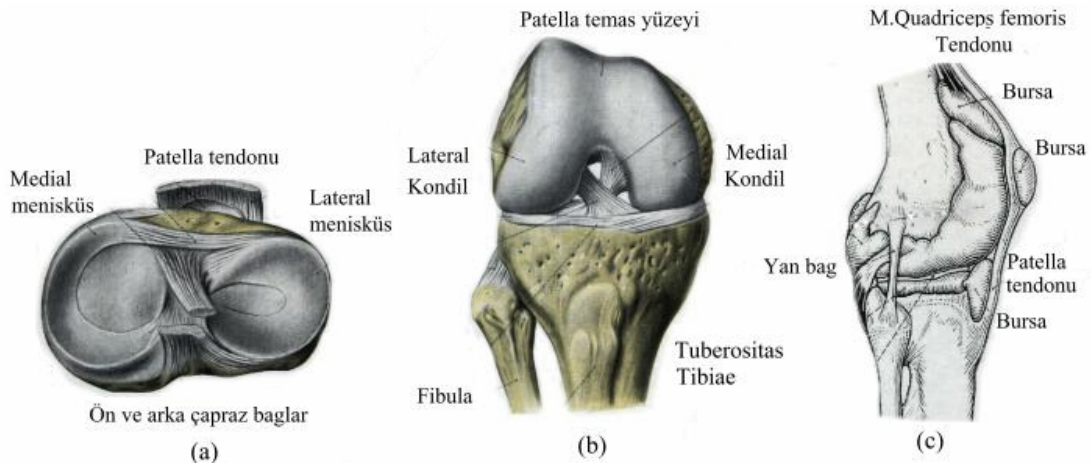 Patella tendonu
Medial
menisküs
Lateral
menisküs
Ön ve arka çapraz baglar
(a)
Patella temas yüzeyi
Lateral
Kondil
Medial
Kondil
Fibula
Tuberositas
Tibiae
(b)
M.Quadriceps femoris
Tendonu
Bursa
Bursa
Yan bag
Patella
tendonu
Bursa
(c)